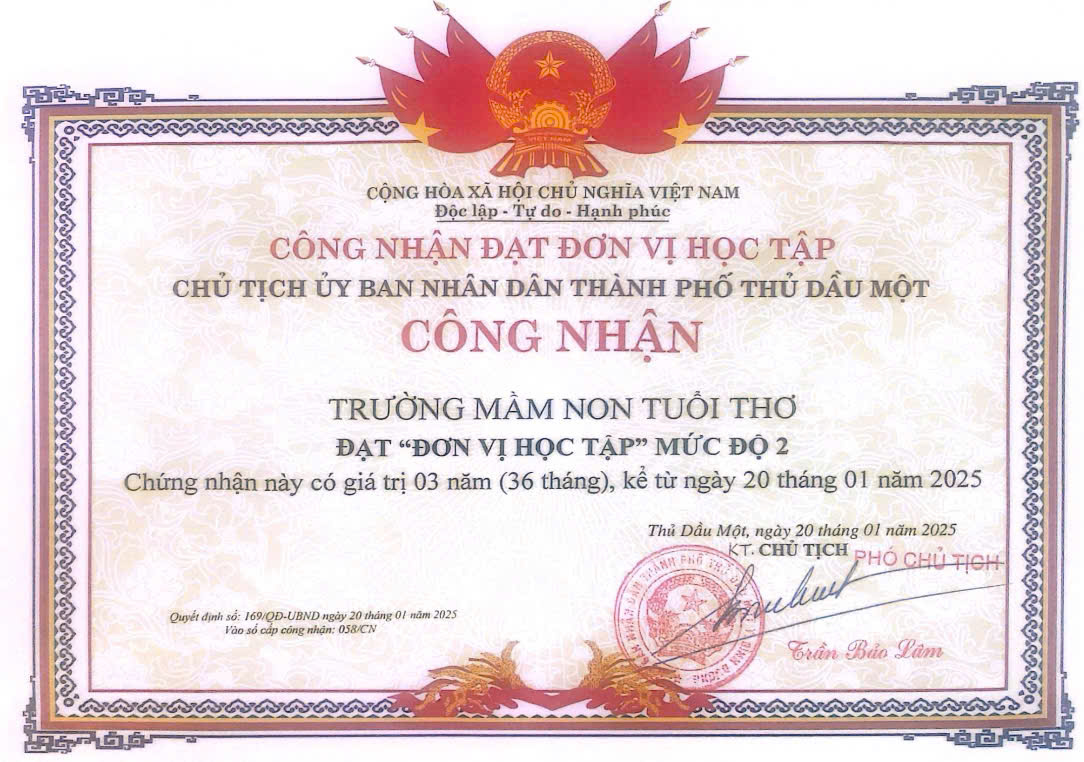 VIỆT NAM
CỘNG HÒA XÃ HỘI CHỦ NGHĨA VIỆT NAM
Độc lập - Tự do - Hạnh phúc
CÔNG NHẬN ĐẠT ĐƠN VỊ HỌC TẬP
CHỦ TỊCH ỦY BAN NHÂN DÂN THÀNH PHỐ THỦ DẦU MỘT
CÔNG NHẬN
TRƯỜNG MẦM NON TUỔI THƠ
ĐẠT “ĐƠN VỊ HỌC TẬP” MỨC ĐỘ 2
Chứng nhận này có giá trị 03 năm (36 tháng), kể từ ngày 20 tháng 01 năm 2025
Thủ Dầu Một, ngày 20 tháng 01 năm 2025
KT. CHỦ TỊCH PHÓ CHỦ TỊCH
Quyết định số: 169/QĐ-UBND ngày 20 tháng 01 năm 2025
Vào sổ cấp công nhận: 058/CN
Trần Bảo Lâm